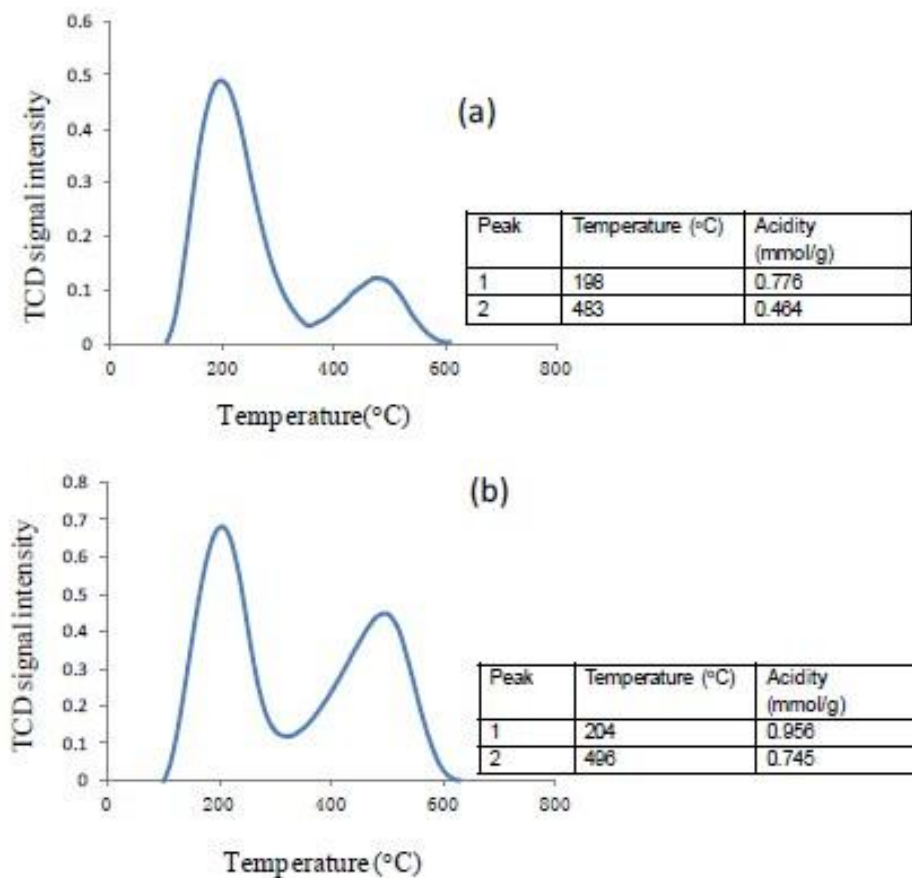 0.6
0.5
0.4
0.3
0.2
0.1
0
TCD signal intensity
(a)
Peak Temperature (°C) Acidity
(mmol/g)
1 198 0.776
2 483 0.464
0 200 400 600 800
Temperature(°C)
0.8
0.7
0.6
0.5
0.4
0.3
0.2
0.1
0
TCD signal intensity
(b)
Peak Temperature (°C) Acidity
(mmol/g)
1 204 0.956
2 496 0.745
0 200 400 600 800
Temperature (°C)